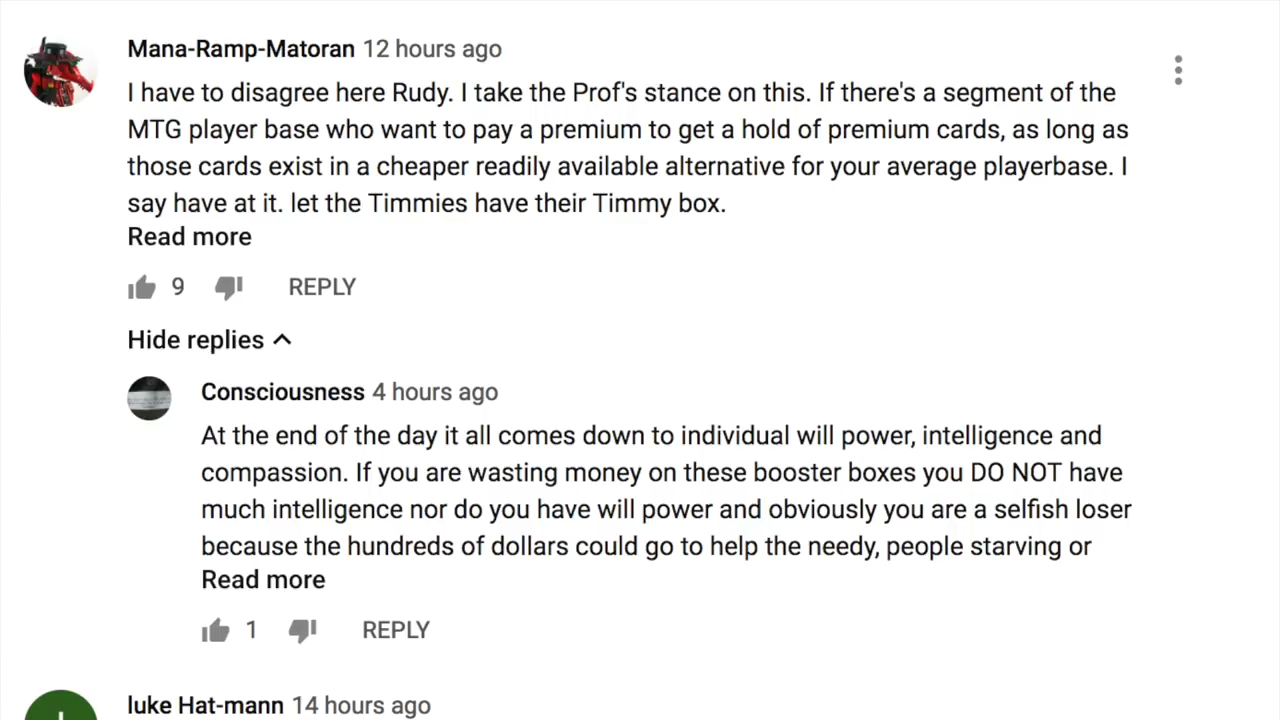 Mana-Ramp-Matoran 12 hours ago
I have to disagree here Rudy. I take the Prof's stance on this. If there's a segment of the
MTG player base who want to pay a premium to get a hold of premium cards, as long as
those cards exist in a cheaper readily available alternative for your average playerbase. I
say have at it. let the Timmies have their Timmy box.
Read more
9 REPLY
Hide replies
Consciousness 4 hours ago
At the end of the day it all comes down to individual will power, intelligence and
compassion. If you are wasting money on these booster boxes you DO NOT have
much intelligence nor do you have will power and obviously you are a selfish loser
because the hundreds of dollars could go to help the needy, people starving or
Read more
1 REPLY
luke Hat-mann 14 hours ago